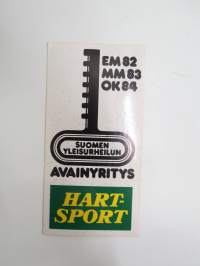 EM 82
MM 83
OK 84
SUOMEN
YLEISURHEILUN
AVAINYRITYS
HART-
SPORT